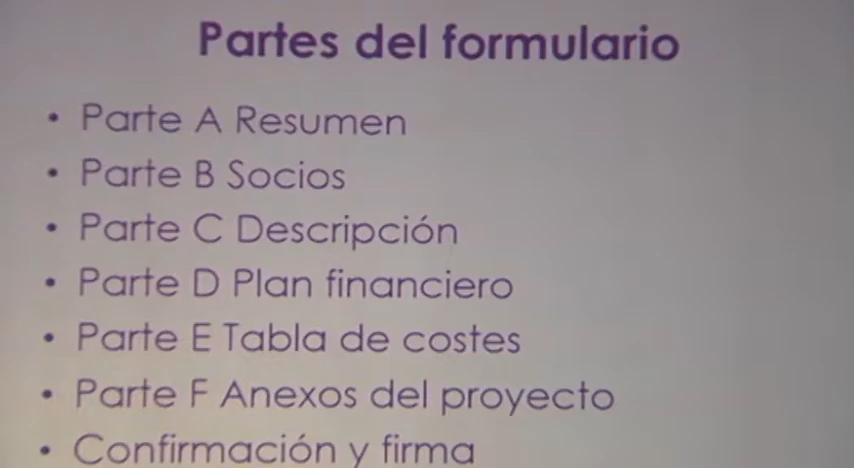 Partes del formulario
• Parte A Resumen
• Parte B Socios
• Parte C Descripción
• Parte D Plan financiero
• Parte E Tabla de costes
• Parte F Anexos del proyecto
• Confirmación y firma